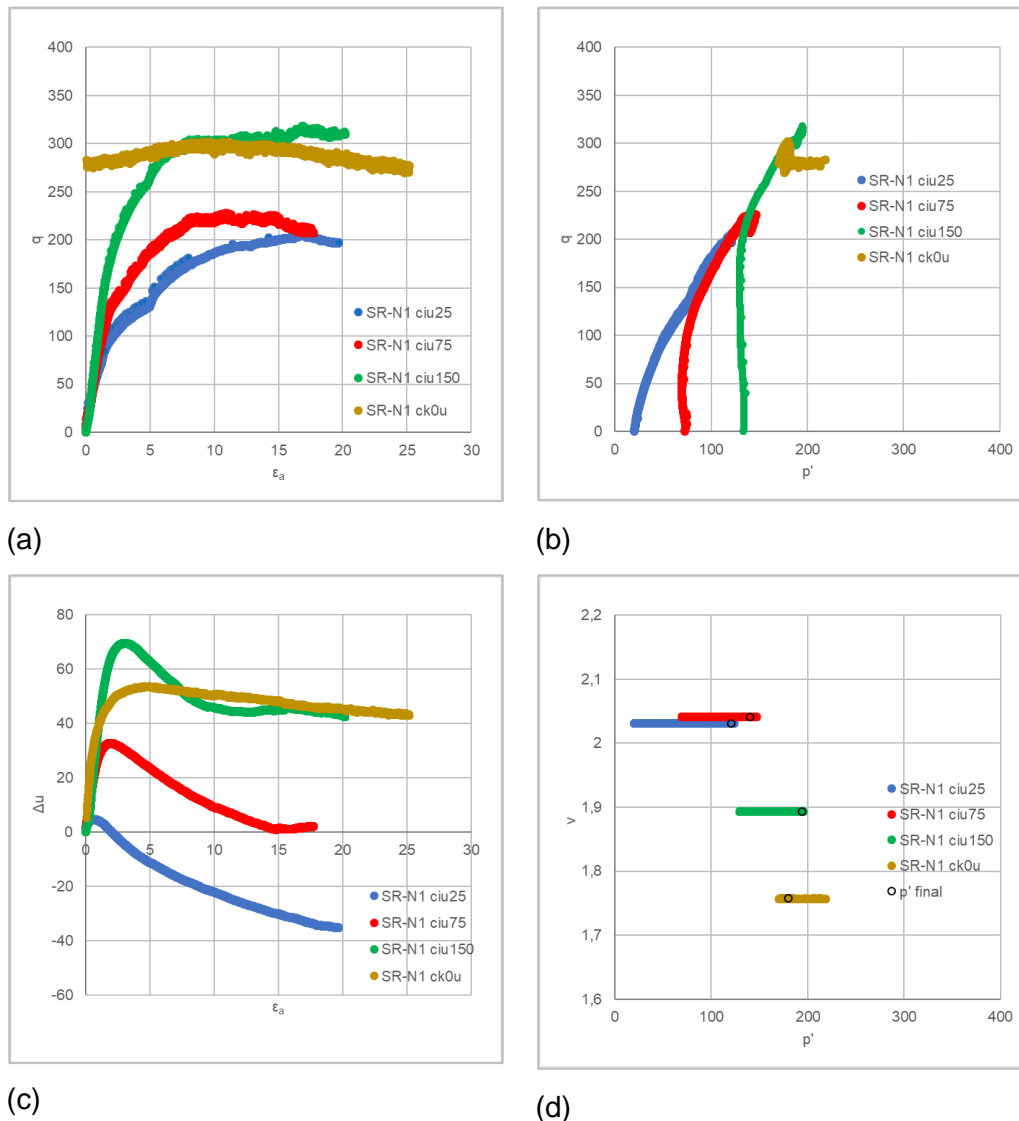 400
350
300
250
200
150
100
50
0
q
0 5 10 15 20 25 30
εa
SR-N1 ciu25
SR-N1 ciu75
SR-N1 ciu150
SR-N1 ck0u
(a)
400
350
300
250
200
150
100
50
0
q
0 100 200 300 400
p'
SR-N1 ciu25
SR-N1 ciu75
SR-N1 ciu150
SR-N1 ck0u
(b)
80
60
40
20
0
-20
-40
-60
Δu
0 5 10 15 20 25 30
εa
SR-N1 ciu25
SR-N1 ciu75
SR-N1 ciu150
SR-N1 ck0u
(c)
2,2
2,1
2
1,9
1,8
1,7
1,6
v
0 100 200 300 400
p'
SR-N1 ciu25
SR-N1 ciu75
SR-N1 ciu150
SR-N1 ck0u
p' final
(d)